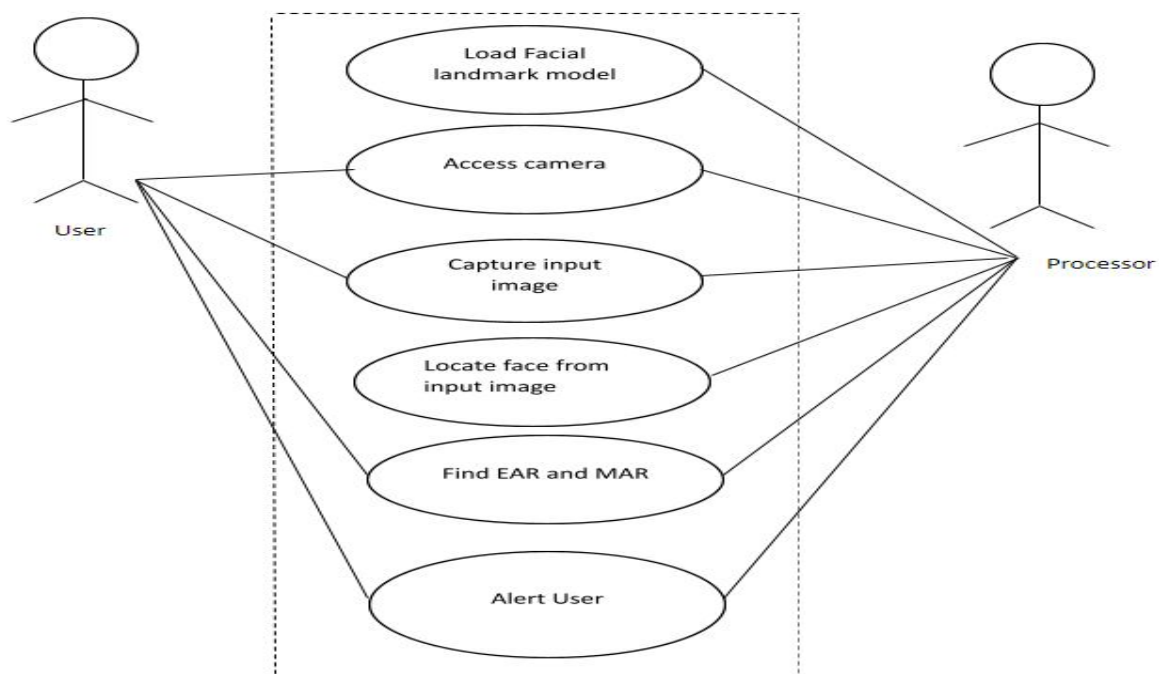 Load Facial
landmark model
Access camera
User
Capture input
image
Processor
Locate face from
input image
Find EAR and MAR
Alert User